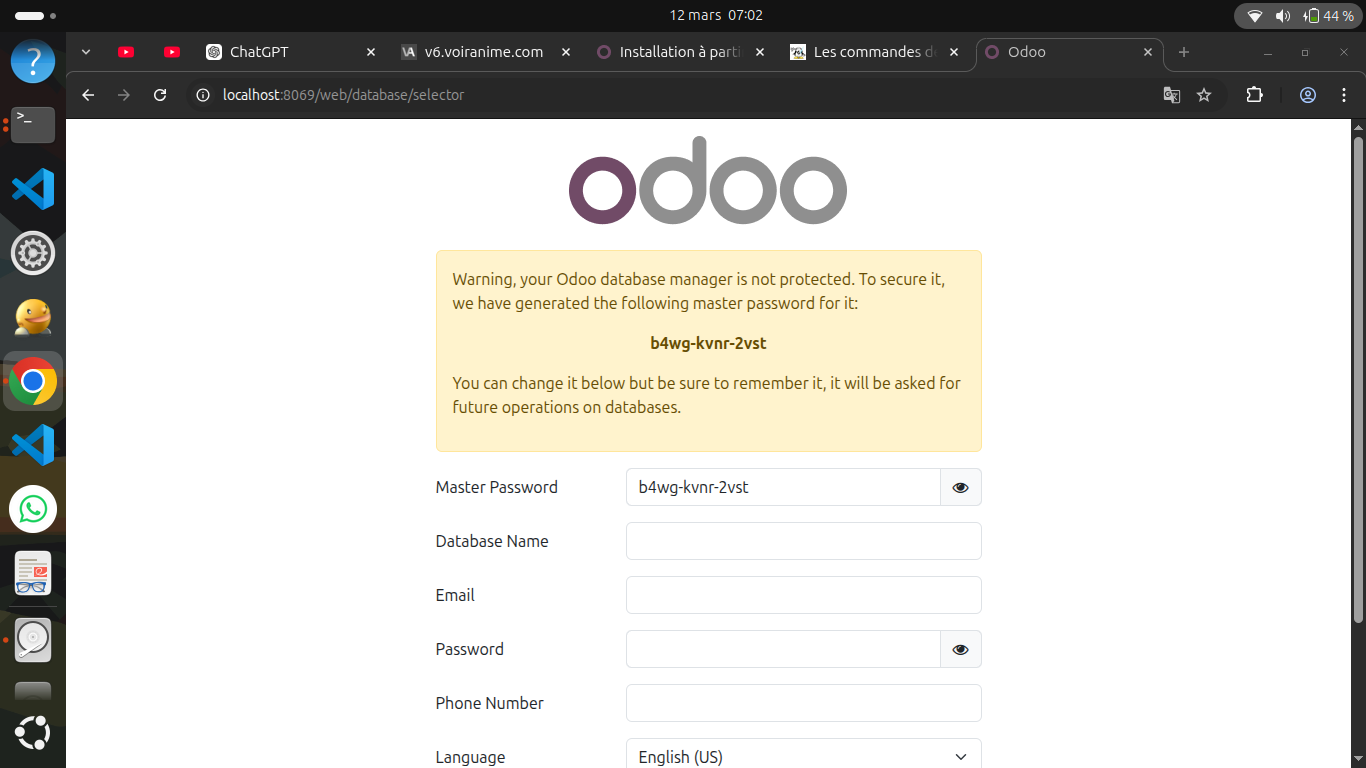 12 mars 07:02
44 %
ChatGPT
v6.voiranime.com
Installation à parti
Les commandes de
Odoo
localhost:8069/web/database/selector
odoo
Warning, your Odoo database manager is not protected. To secure it,
we have generated the following master password for it:
b4wg-kvnr-2vst
You can change it below but be sure to remember it, it will be asked for
future operations on databases.
Master Password
b4wg-kvnr-2vst
Database Name
Email
Password
Phone Number
Language
English (US)